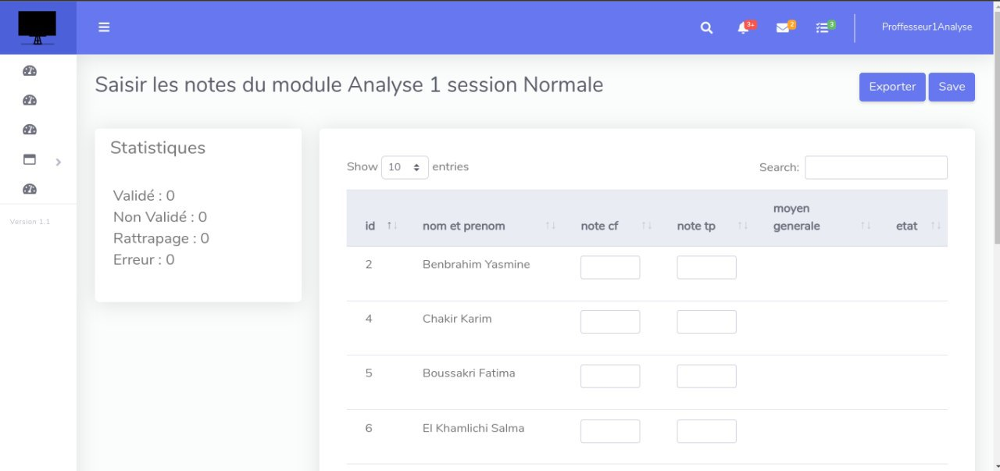 3+
2
3
Proffesseur1Analyse
Saisir les notes du module Analyse 1 session Normale
Exporter
Save
Version 1.1
Statistiques
Validé : 0
Non Validé : 0
Rattrapage : 0
Erreur : 0
Show 10 entries
Search:
id nom et prenom note cf note tp moyen generale etat
2 Benbrahim Yasmine
4 Chakir Karim
5 Boussakri Fatima
6 El Khamlichi Salma